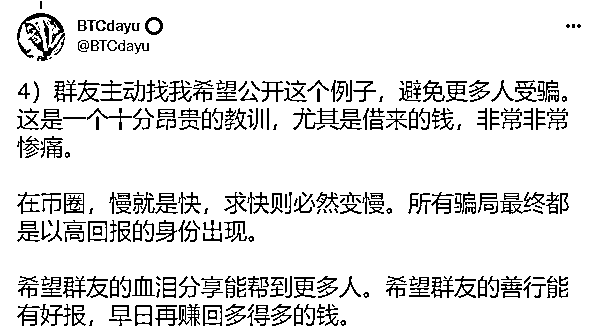 BTCdayu
@BTCdayu
4）群友主动找我希望公开这个例子，避免更多人受骗。
这是一个十分昂贵的教训，尤其是借来的钱，非常非常
惨痛。
在币圈，慢就是快，求快则必然变慢。所有骗局最终都
是以高回报的身份出现。
希望群友的血泪分享能帮到更多人。希望群友的善行能
有好报，早日再赚回多得多的钱。